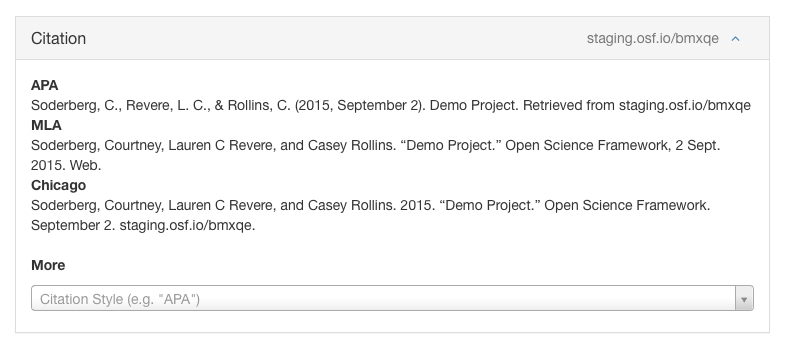 Citation staging.osf.io/bmxqe
APA
Soderberg, C., Revere, L. C., & Rollins, C. (2015, September 2). Demo Project. Retrieved from staging.osf.io/bmxqe
MLA
Soderberg, Courtney, Lauren C Revere, and Casey Rollins. “Demo Project.” Open Science Framework, 2 Sept.
2015. Web.
Chicago
Soderberg, Courtney, Lauren C Revere, and Casey Rollins. 2015. “Demo Project.” Open Science Framework.
September 2. staging.osf.io/bmxqe.
More
Citation Style (e.g. "APA")